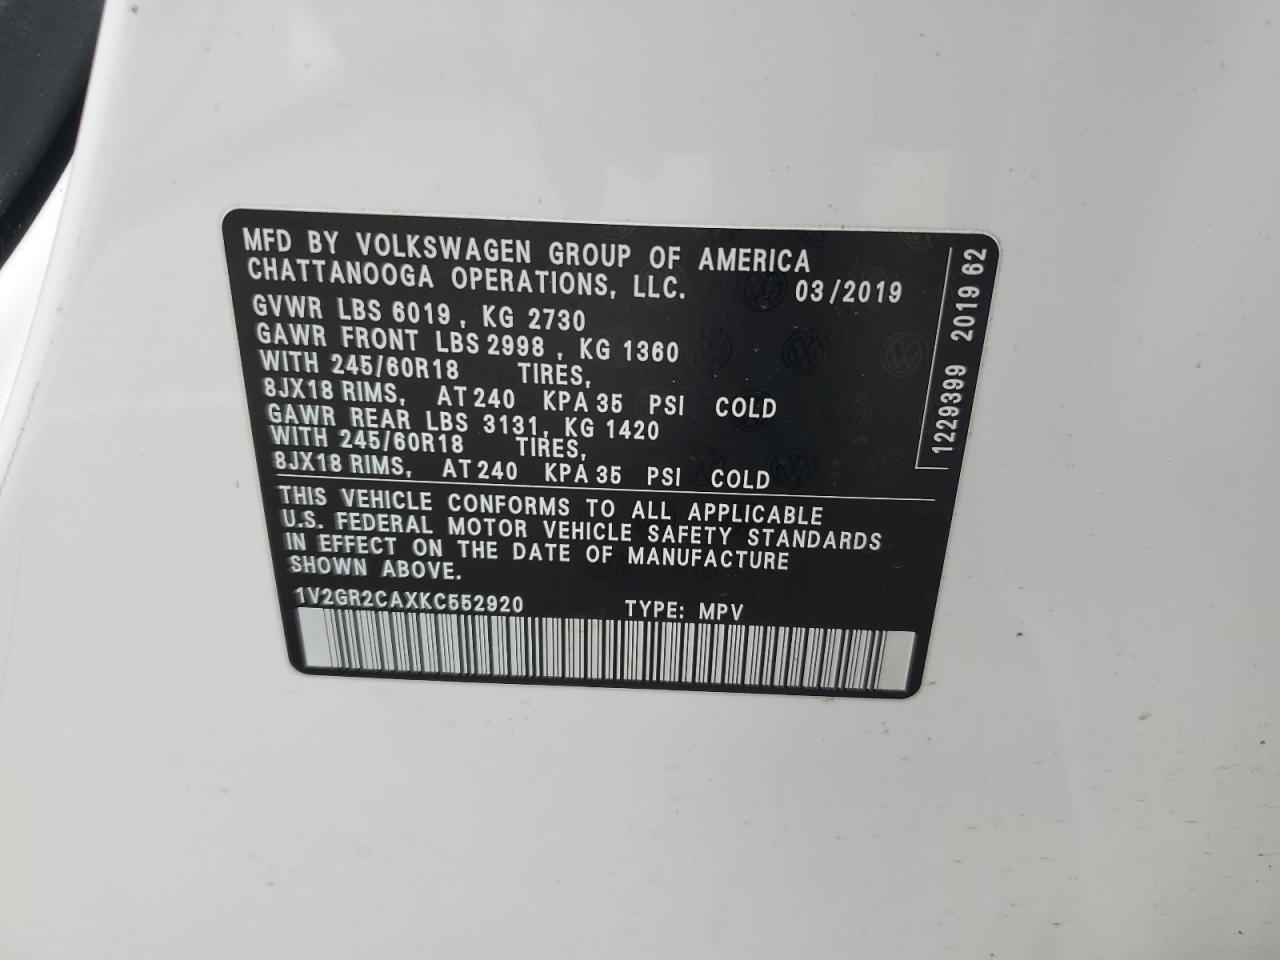 MFD BY VOLKSWAGEN GROUP OF AMERICA
CHATTANOOGA OPERATIONS, LLC. 03/2019
GVWR LBS 6019, KG 2730
GAWR FRONT LBS 2998, KG 1360
WITH 245/60R18 TIRES,
8JX18 RIMS, AT 240 KPA 35 PSI COLD
GAWR REAR LBS 3131, KG 1420
WITH 245/60R18 TIRES,
8JX18 RIMS, AT 240 KPA 35 PSI COLD
THIS VEHICLE CONFORMS TO ALL APPLICABLE
U.S. FEDERAL MOTOR VEHICLE SAFETY STANDARDS
IN EFFECT ON THE DATE OF MANUFACTURE
SHOWN ABOVE.
1V2GR2CAXKC552920 TYPE: MPV
1229399 2019 62